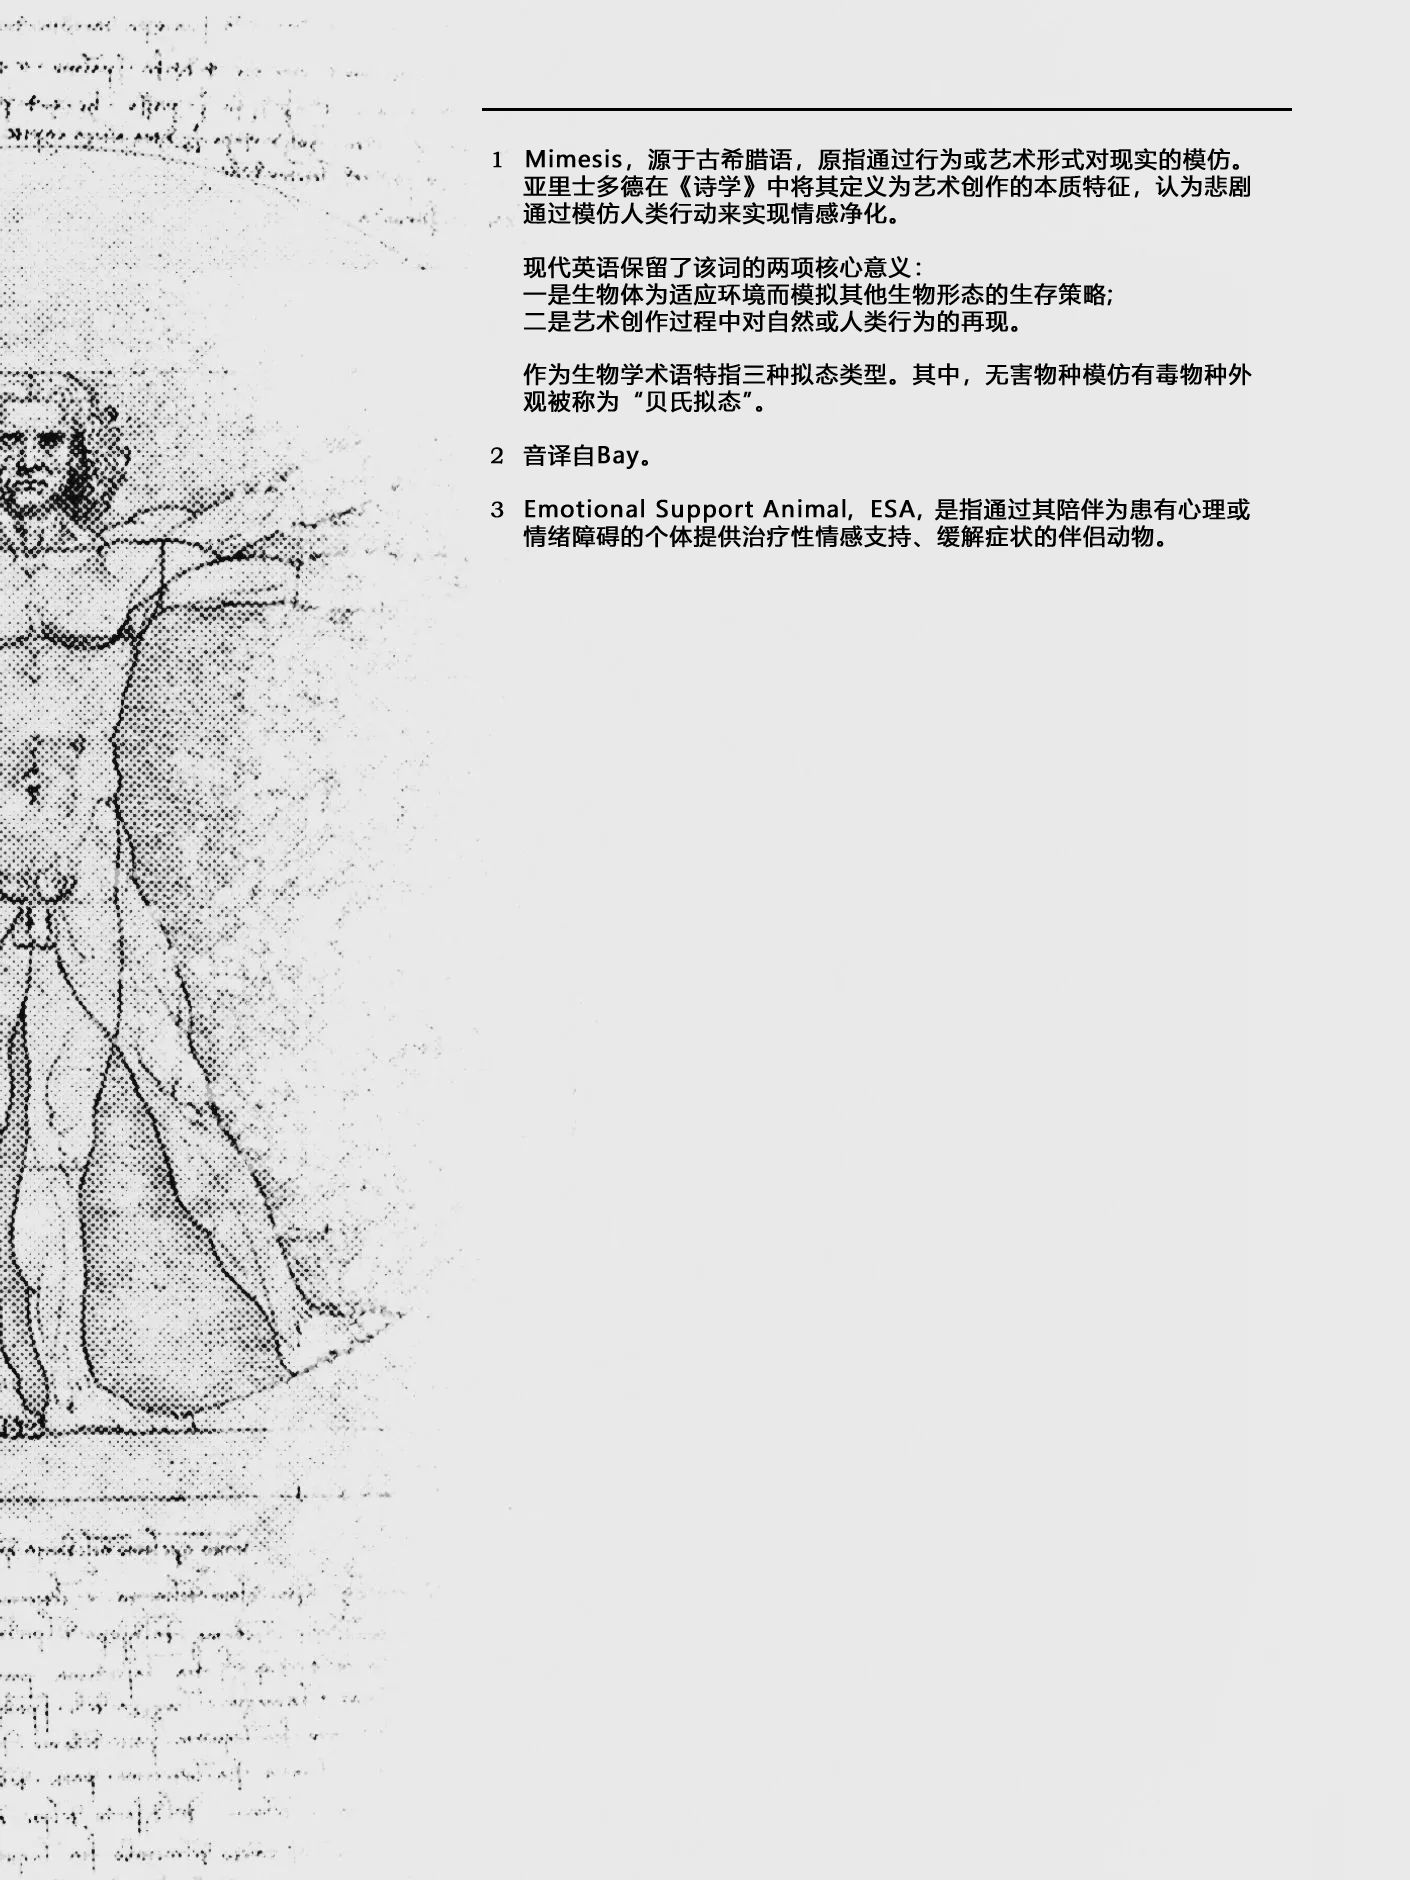 1 Mimesis，源于古希腊语，原指通过行为或艺术形式对现实的模仿。
亚里士多德在《诗学》中将其定义为艺术创作的本质特征，认为悲剧
通过模仿人类行动来实现情感净化。
现代英语保留了该词的两项核心意义：
一是生物体为适应环境而模拟其他生物形态的生存策略;
二是艺术创作过程中对自然或人类行为的再现。
作为生物学术语特指三种拟态类型。其中，无害物种模仿有毒物种外
观被称为“贝氏拟态”。
2 音译自Bay。
3 Emotional Support Animal，ESA, 是指通过其陪伴为患有心理或
情绪障碍的个体提供治疗性情感支持、缓解症状的伴侣动物。